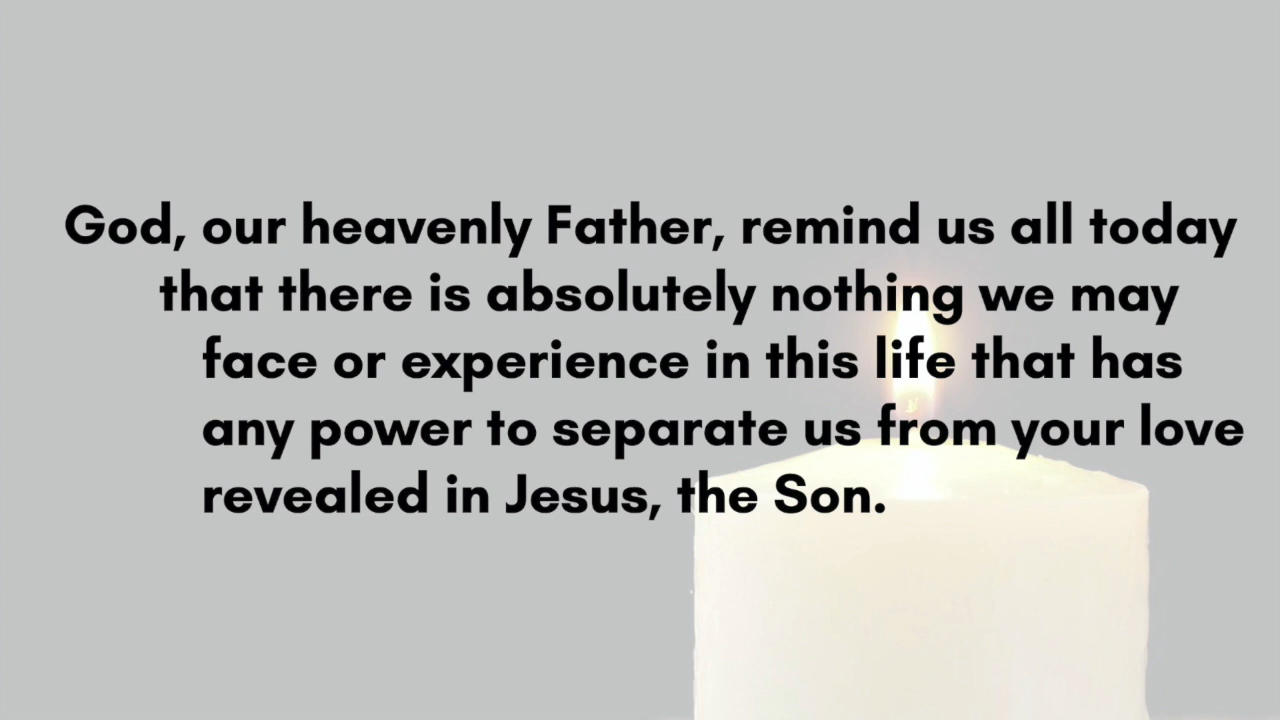 God, our heavenly Father, remind us all today
that there is absolutely nothing we may
face or experience in this life that has
any power to separate us from your love
revealed in Jesus, the Son.